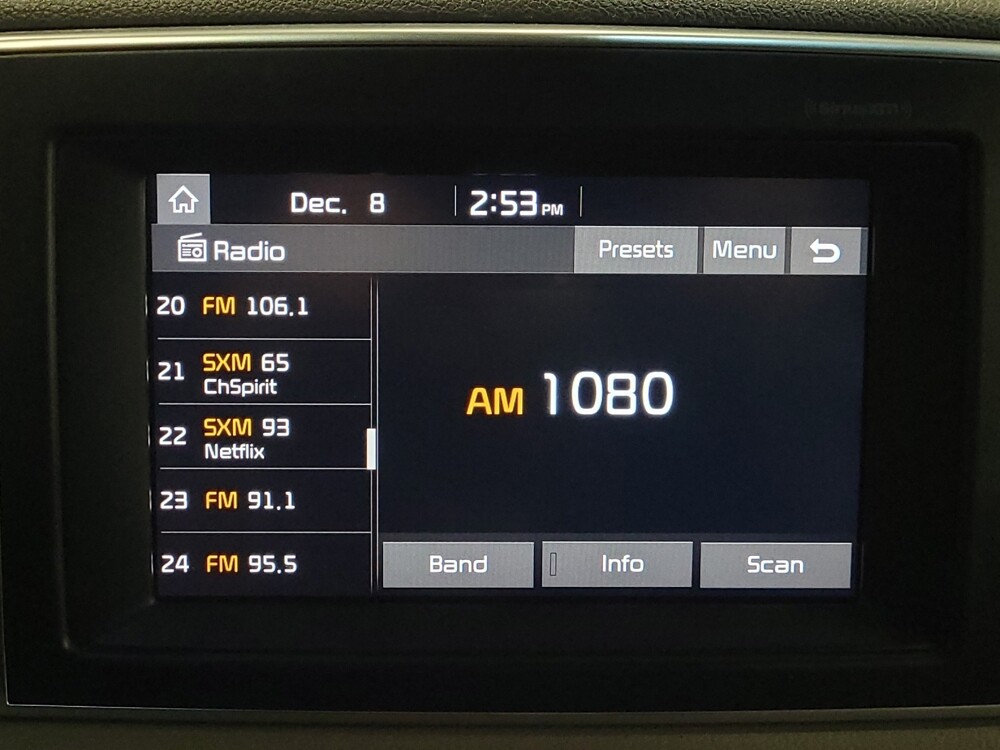 ((SiriusXM))
Dec. 8 2:53 PM
Radio Presets Menu
20 FM 106.1
21 SXM 65
ChSpirit
22 SXM 93
Netflix
23 FM 91.1
24 FM 95.5
AM 1080
Band Info Scan